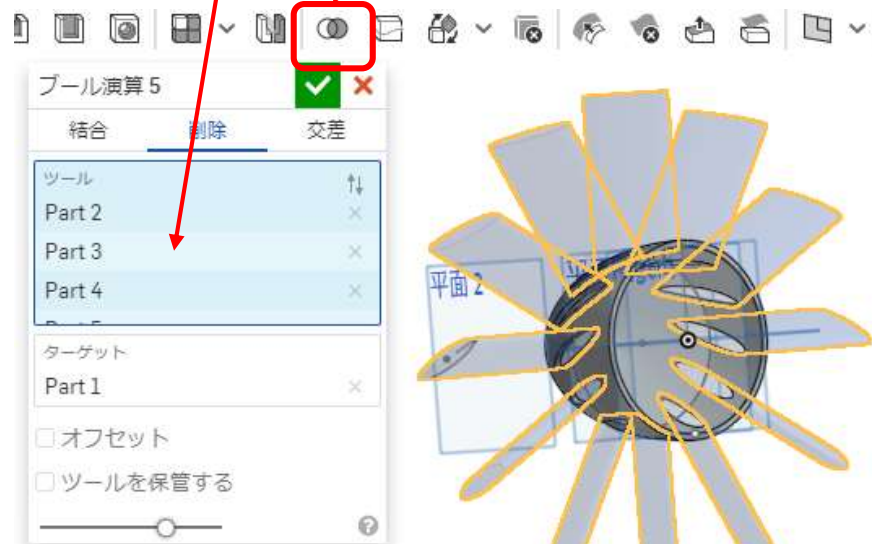 ブール演算 5
結合 削除 交差
ツール
Part 2
Part 3
Part 4
ターゲット
Part 1
オフセット
ツールを保管する
平面 2